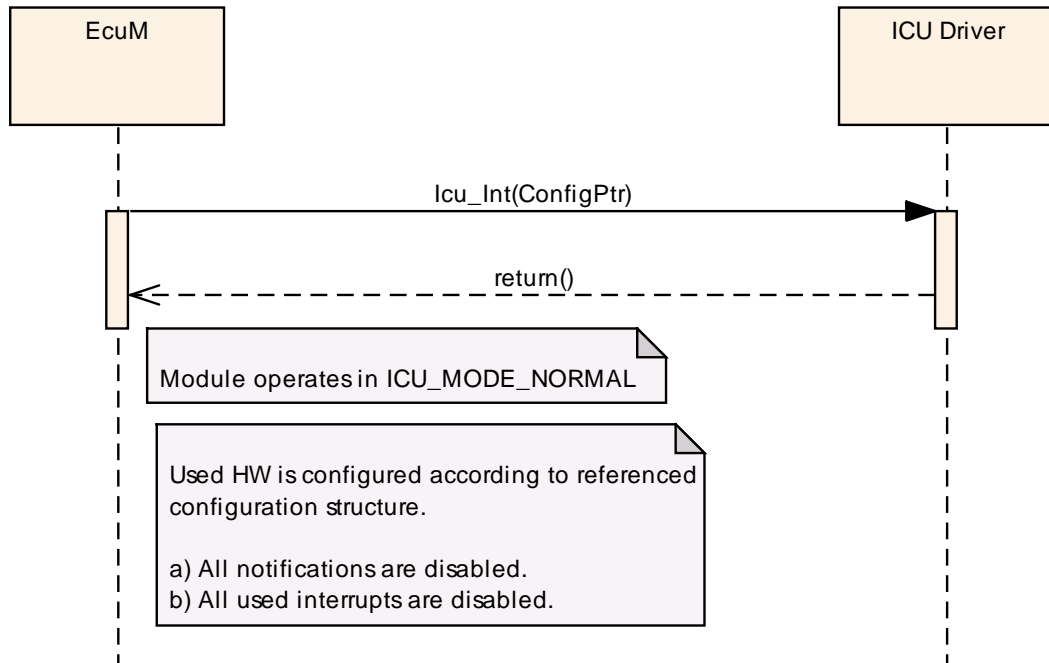 EcuM
ICU Driver
Icu_Int(ConfigPtr)
return()
Module operates in ICU_MODE_NORMAL
Used HW is configured according to referenced
configuration structure.
a) All notifications are disabled.
b) All used interrupts are disabled.